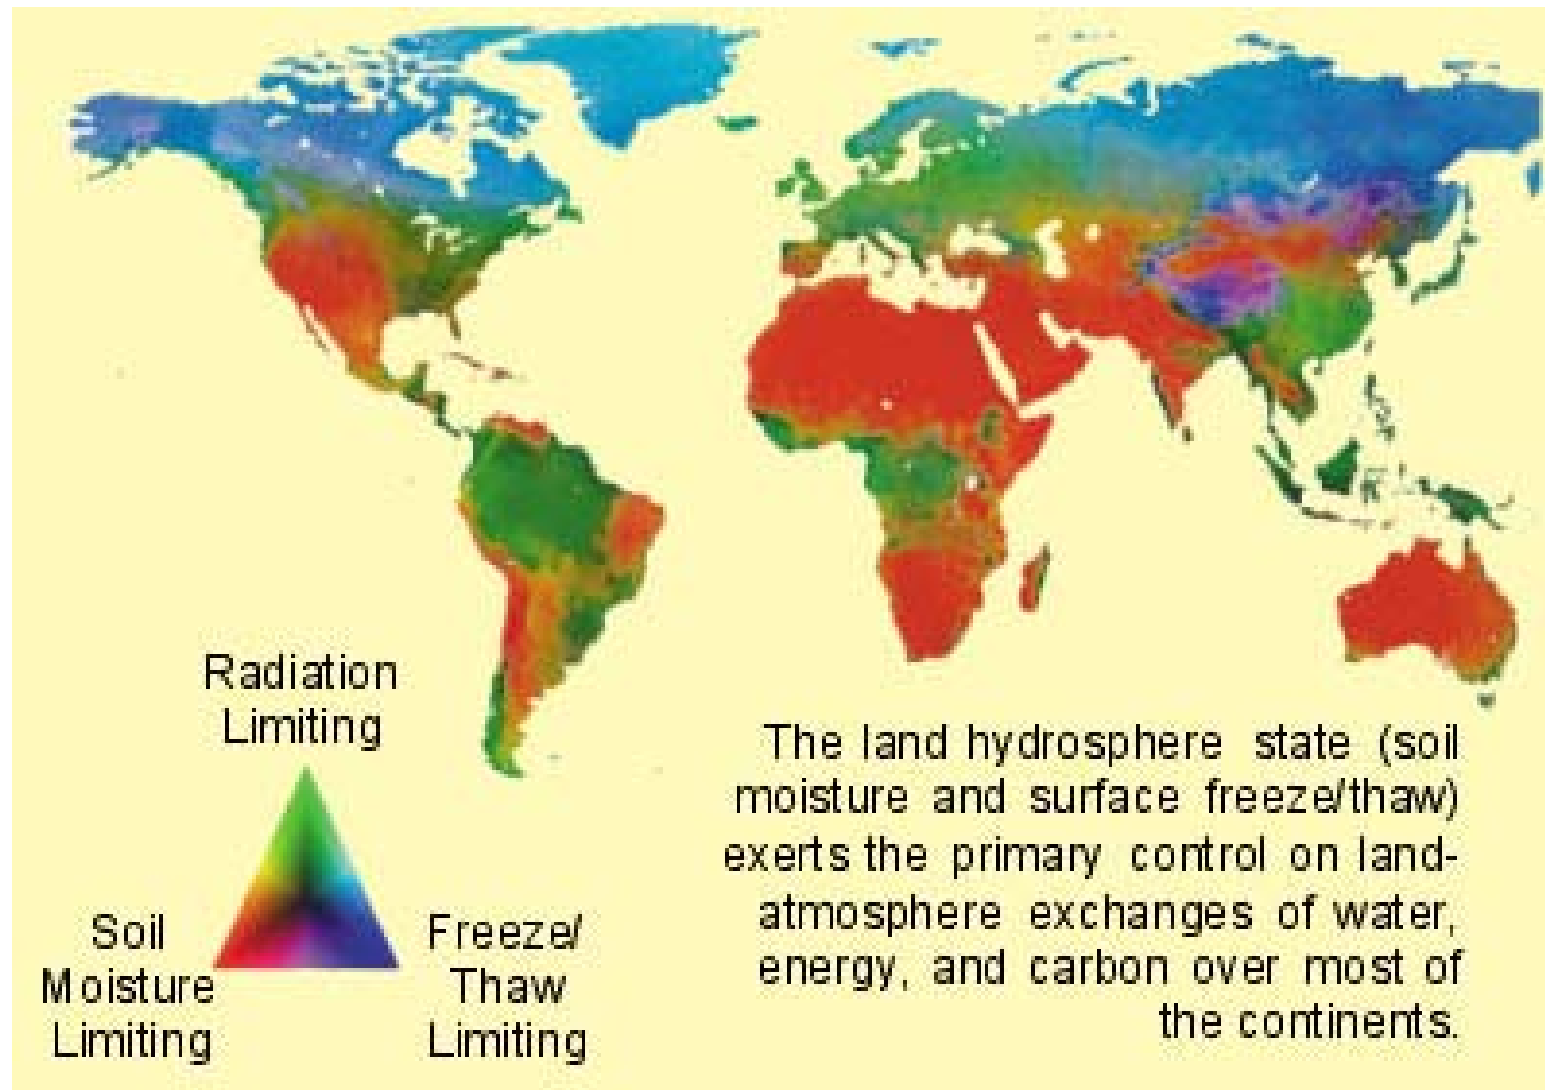 Radiation
Limiting
Soil
Moisture
Limiting
Freeze/
Thaw
Limiting
The land hydrosphere state (soil
moisture and surface freeze/thaw)
exerts the primary control on land-
atmosphere exchanges of water,
energy, and carbon over most of
the continents.